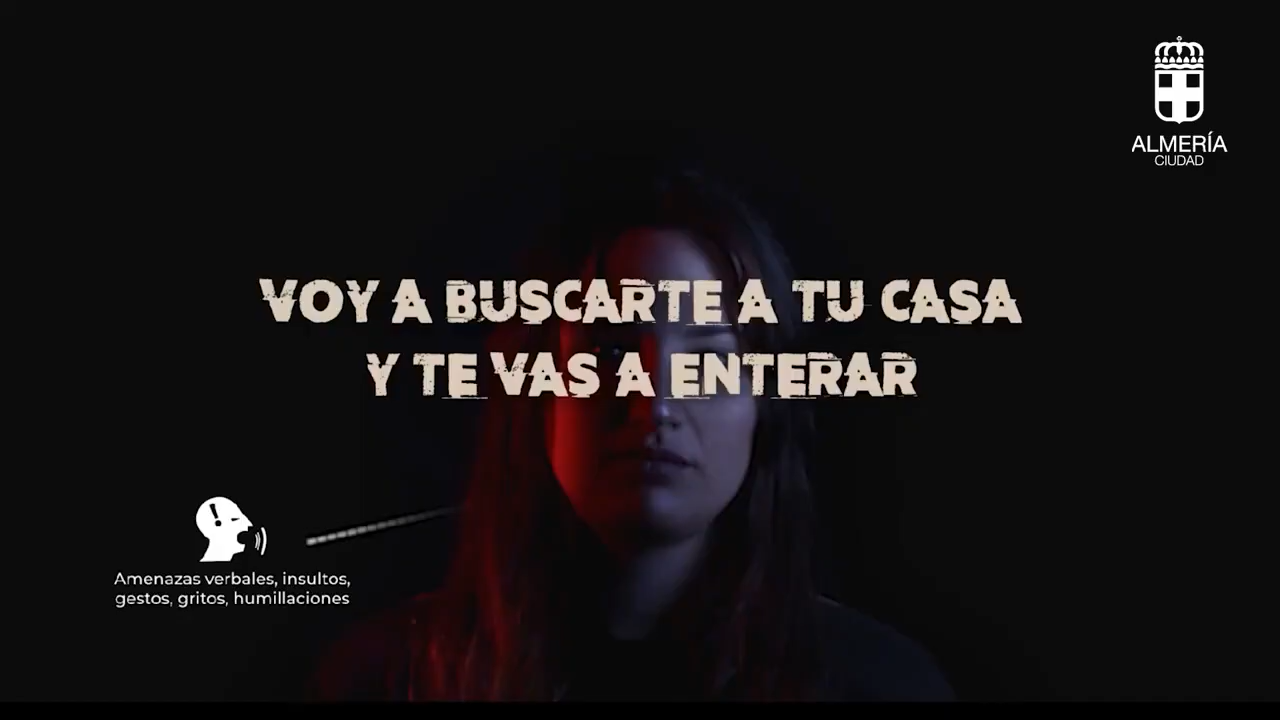 ALMERÍA
CIUDAD
VOY A BUSCARTE A TU CASA
Y TE VAS A ENTERAR
Amenazas verbales, insultos,
gestos, gritos, humillaciones